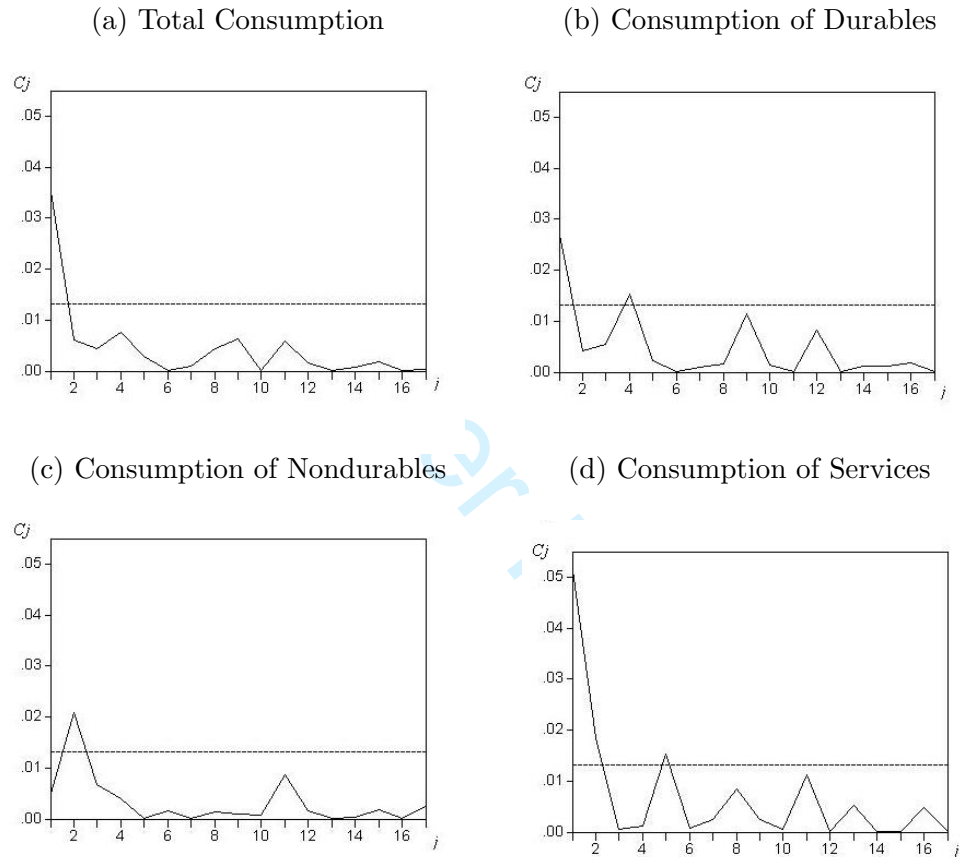 (a) Total Consumption
(b) Consumption of Durables
Cj
.05
.04
.03
.02
.01
.00
2 4 6 8 10 12 14 16 j
Cj
.05
.04
.03
.02
.01
.00
2 4 6 8 10 12 14 16 j
(c) Consumption of Nondurables
(d) Consumption of Services
er
Cj
.05
.04
.03
.02
.01
.00
2 4 6 8 10 12 14 16 j
Cj
.05
.04
.03
.02
.01
.00
2 4 6 8 10 12 14 16 j